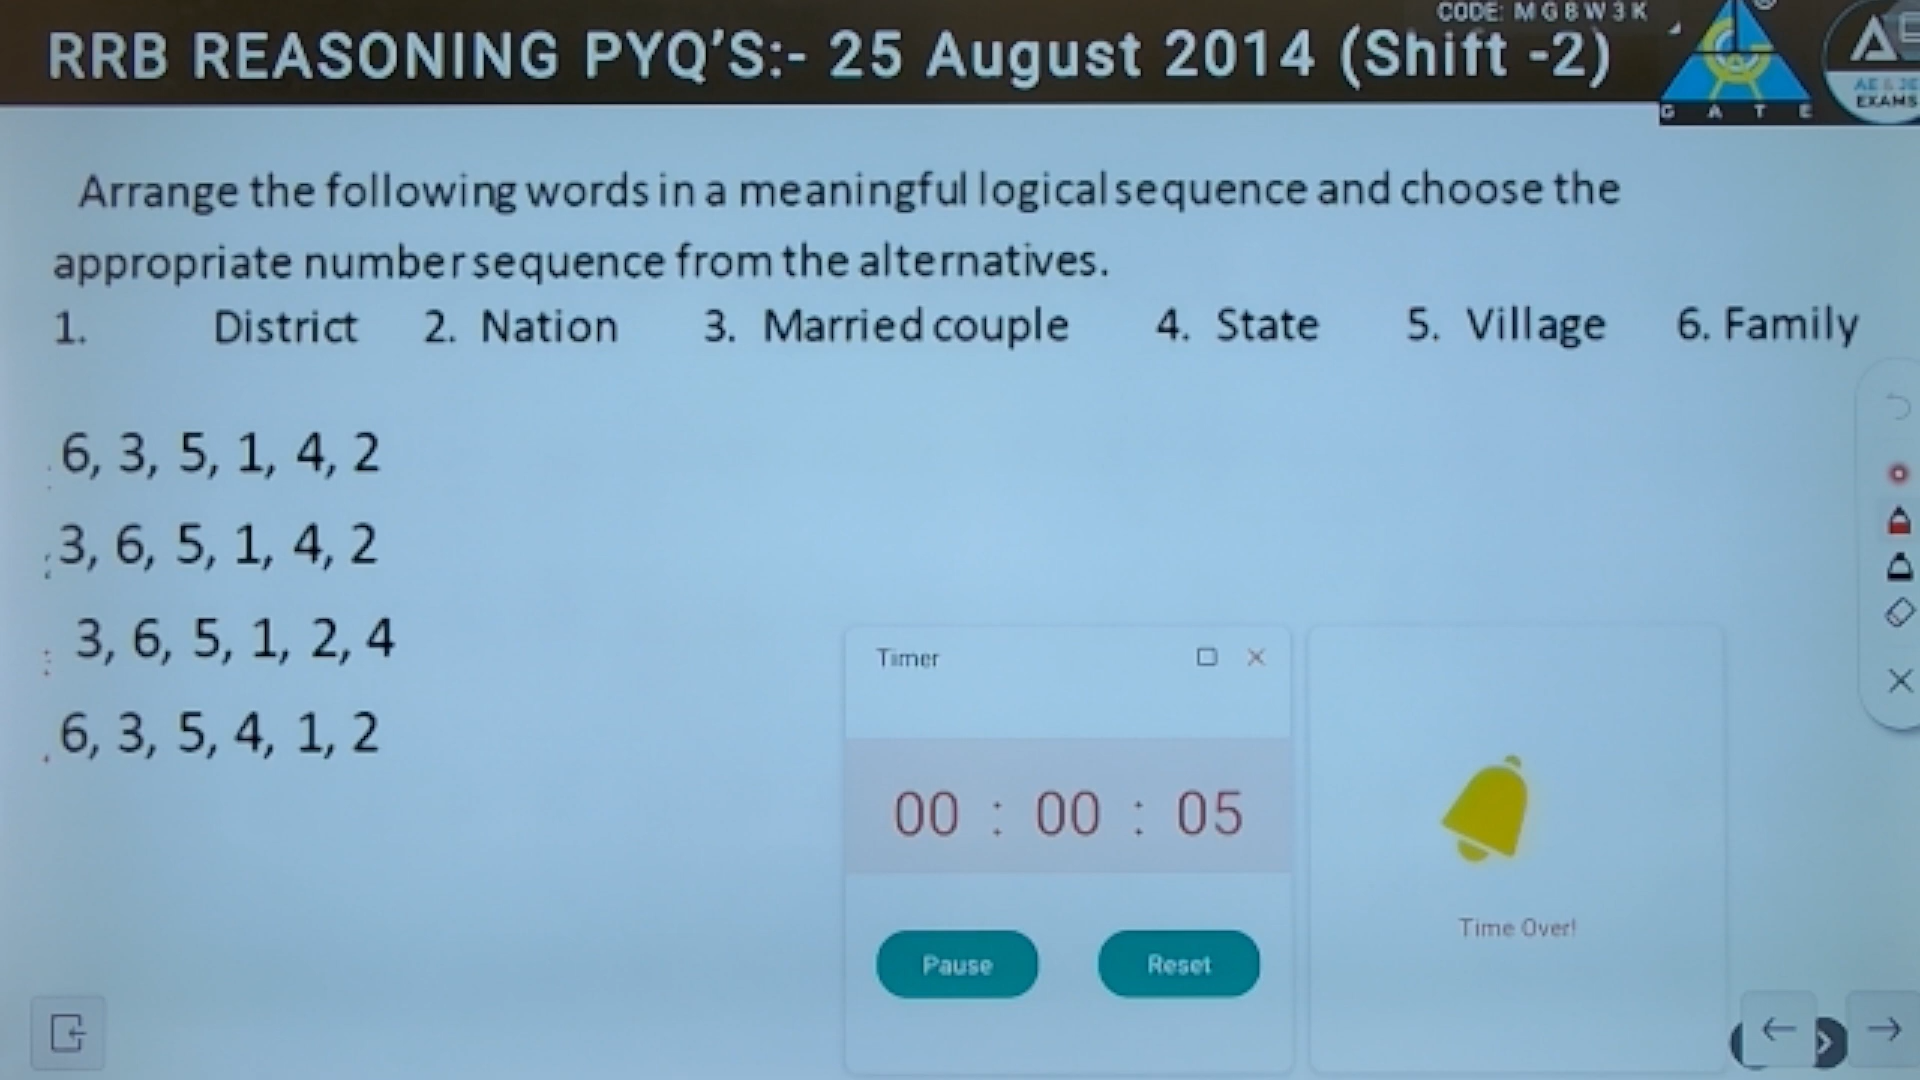 CODE: MG8W3K
RRB REASONING PYQ'S:- 25 August 2014 (Shift -2)
G A T E
AE & JE
EXAMS
Arrange the following words in a meaningful logical sequence and choose the
appropriate number sequence from the alternatives.
1. District 2. Nation 3. Married couple 4. State 5. Village 6. Family
6, 3, 5, 1, 4, 2
3, 6, 5, 1, 4, 2
3, 6, 5, 1, 2, 4
6, 3, 5, 4, 1, 2
Timer
00 : 00 : 05
Pause Reset
Time Over!